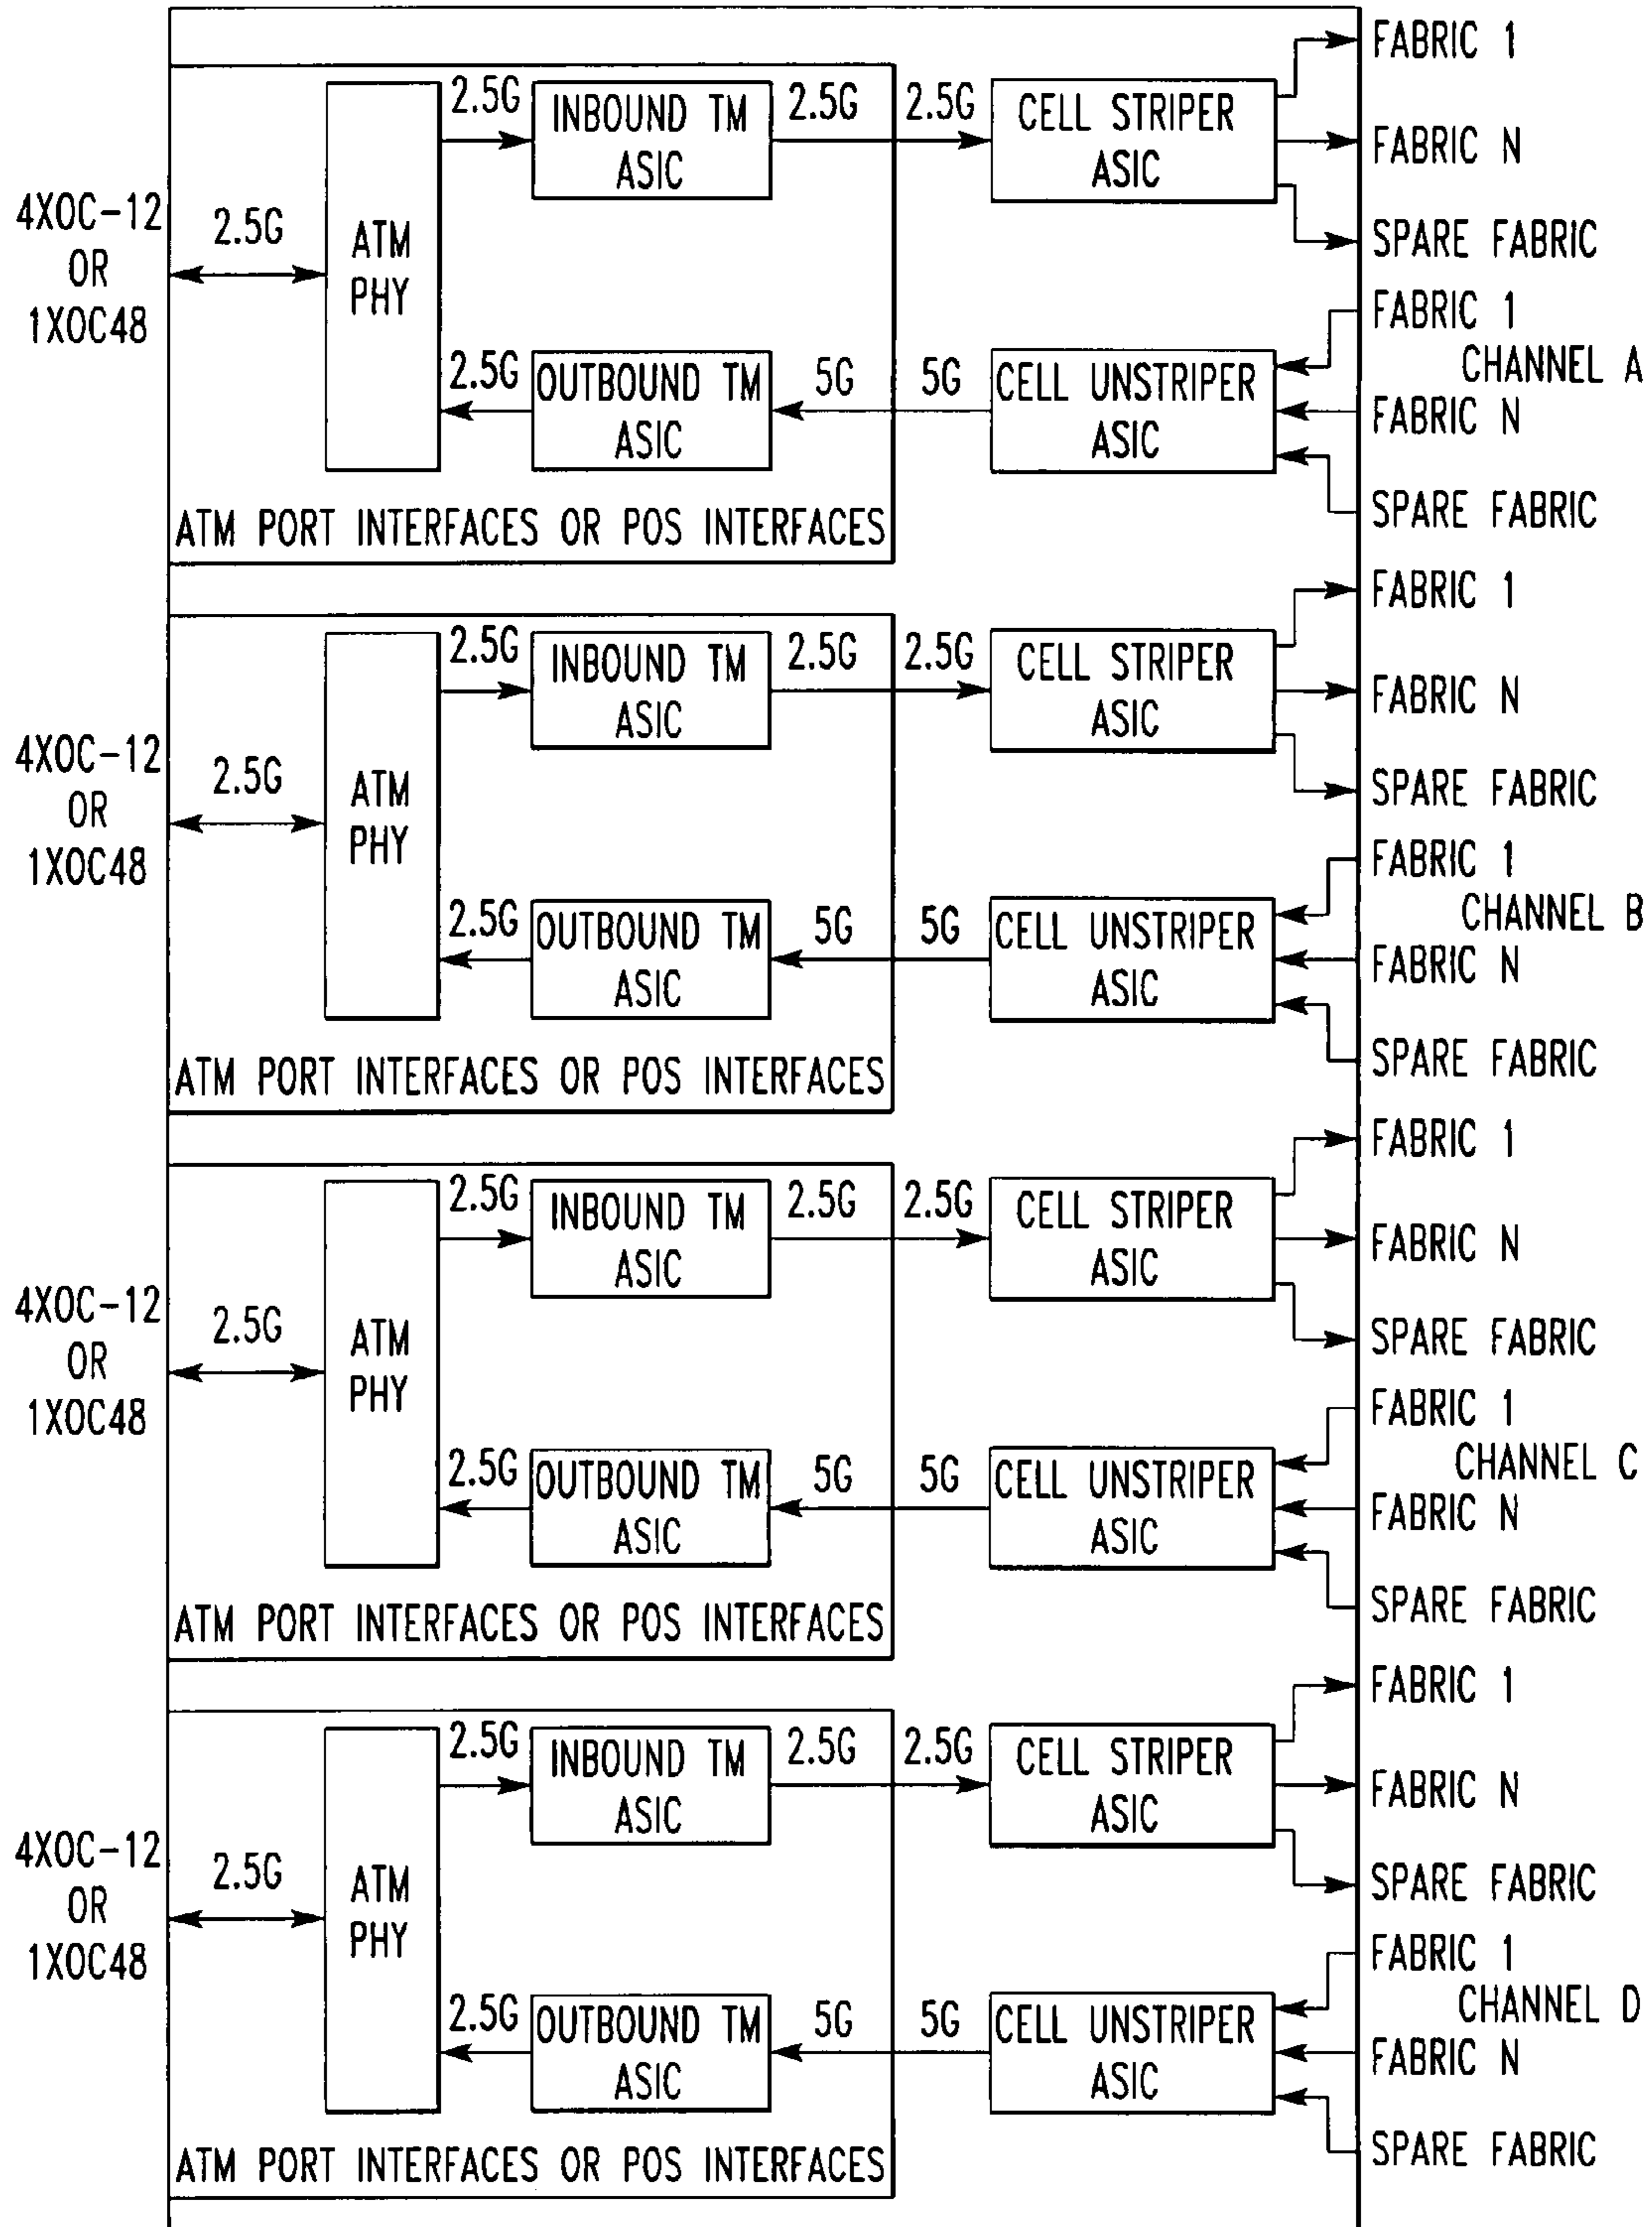 FABRIC 1
2.5G
INBOUND TM
ASIC
2.5G
2.5G
CELL STRIPER
ASIC
FABRIC N
4XOC-12
OR
1XOC48
2.5G
ATM
PHY
SPARE FABRIC
FABRIC 1
CHANNEL A
2.5G
OUTBOUND TM
ASIC
5G
5G
CELL UNSTRIPER
ASIC
FABRIC N
SPARE FABRIC
ATM PORT INTERFACES OR POS INTERFACES
FABRIC 1
2.5G
INBOUND TM
ASIC
2.5G
2.5G
CELL STRIPER
ASIC
FABRIC N
4XOC-12
OR
1XOC48
2.5G
ATM
PHY
SPARE FABRIC
FABRIC 1
CHANNEL B
2.5G
OUTBOUND TM
ASIC
5G
5G
CELL UNSTRIPER
ASIC
FABRIC N
SPARE FABRIC
ATM PORT INTERFACES OR POS INTERFACES
FABRIC 1
2.5G
INBOUND TM
ASIC
2.5G
2.5G
CELL STRIPER
ASIC
FABRIC N
4XOC-12
OR
1XOC48
2.5G
ATM
PHY
SPARE FABRIC
FABRIC 1
CHANNEL C
2.5G
OUTBOUND TM
ASIC
5G
5G
CELL UNSTRIPER
ASIC
FABRIC N
SPARE FABRIC
ATM PORT INTERFACES OR POS INTERFACES
FABRIC 1
2.5G
INBOUND TM
ASIC
2.5G
2.5G
CELL STRIPER
ASIC
FABRIC N
4XOC-12
OR
1XOC48
2.5G
ATM
PHY
SPARE FABRIC
FABRIC 1
CHANNEL D
2.5G
OUTBOUND TM
ASIC
5G
5G
CELL UNSTRIPER
ASIC
FABRIC N
SPARE FABRIC
ATM PORT INTERFACES OR POS INTERFACES